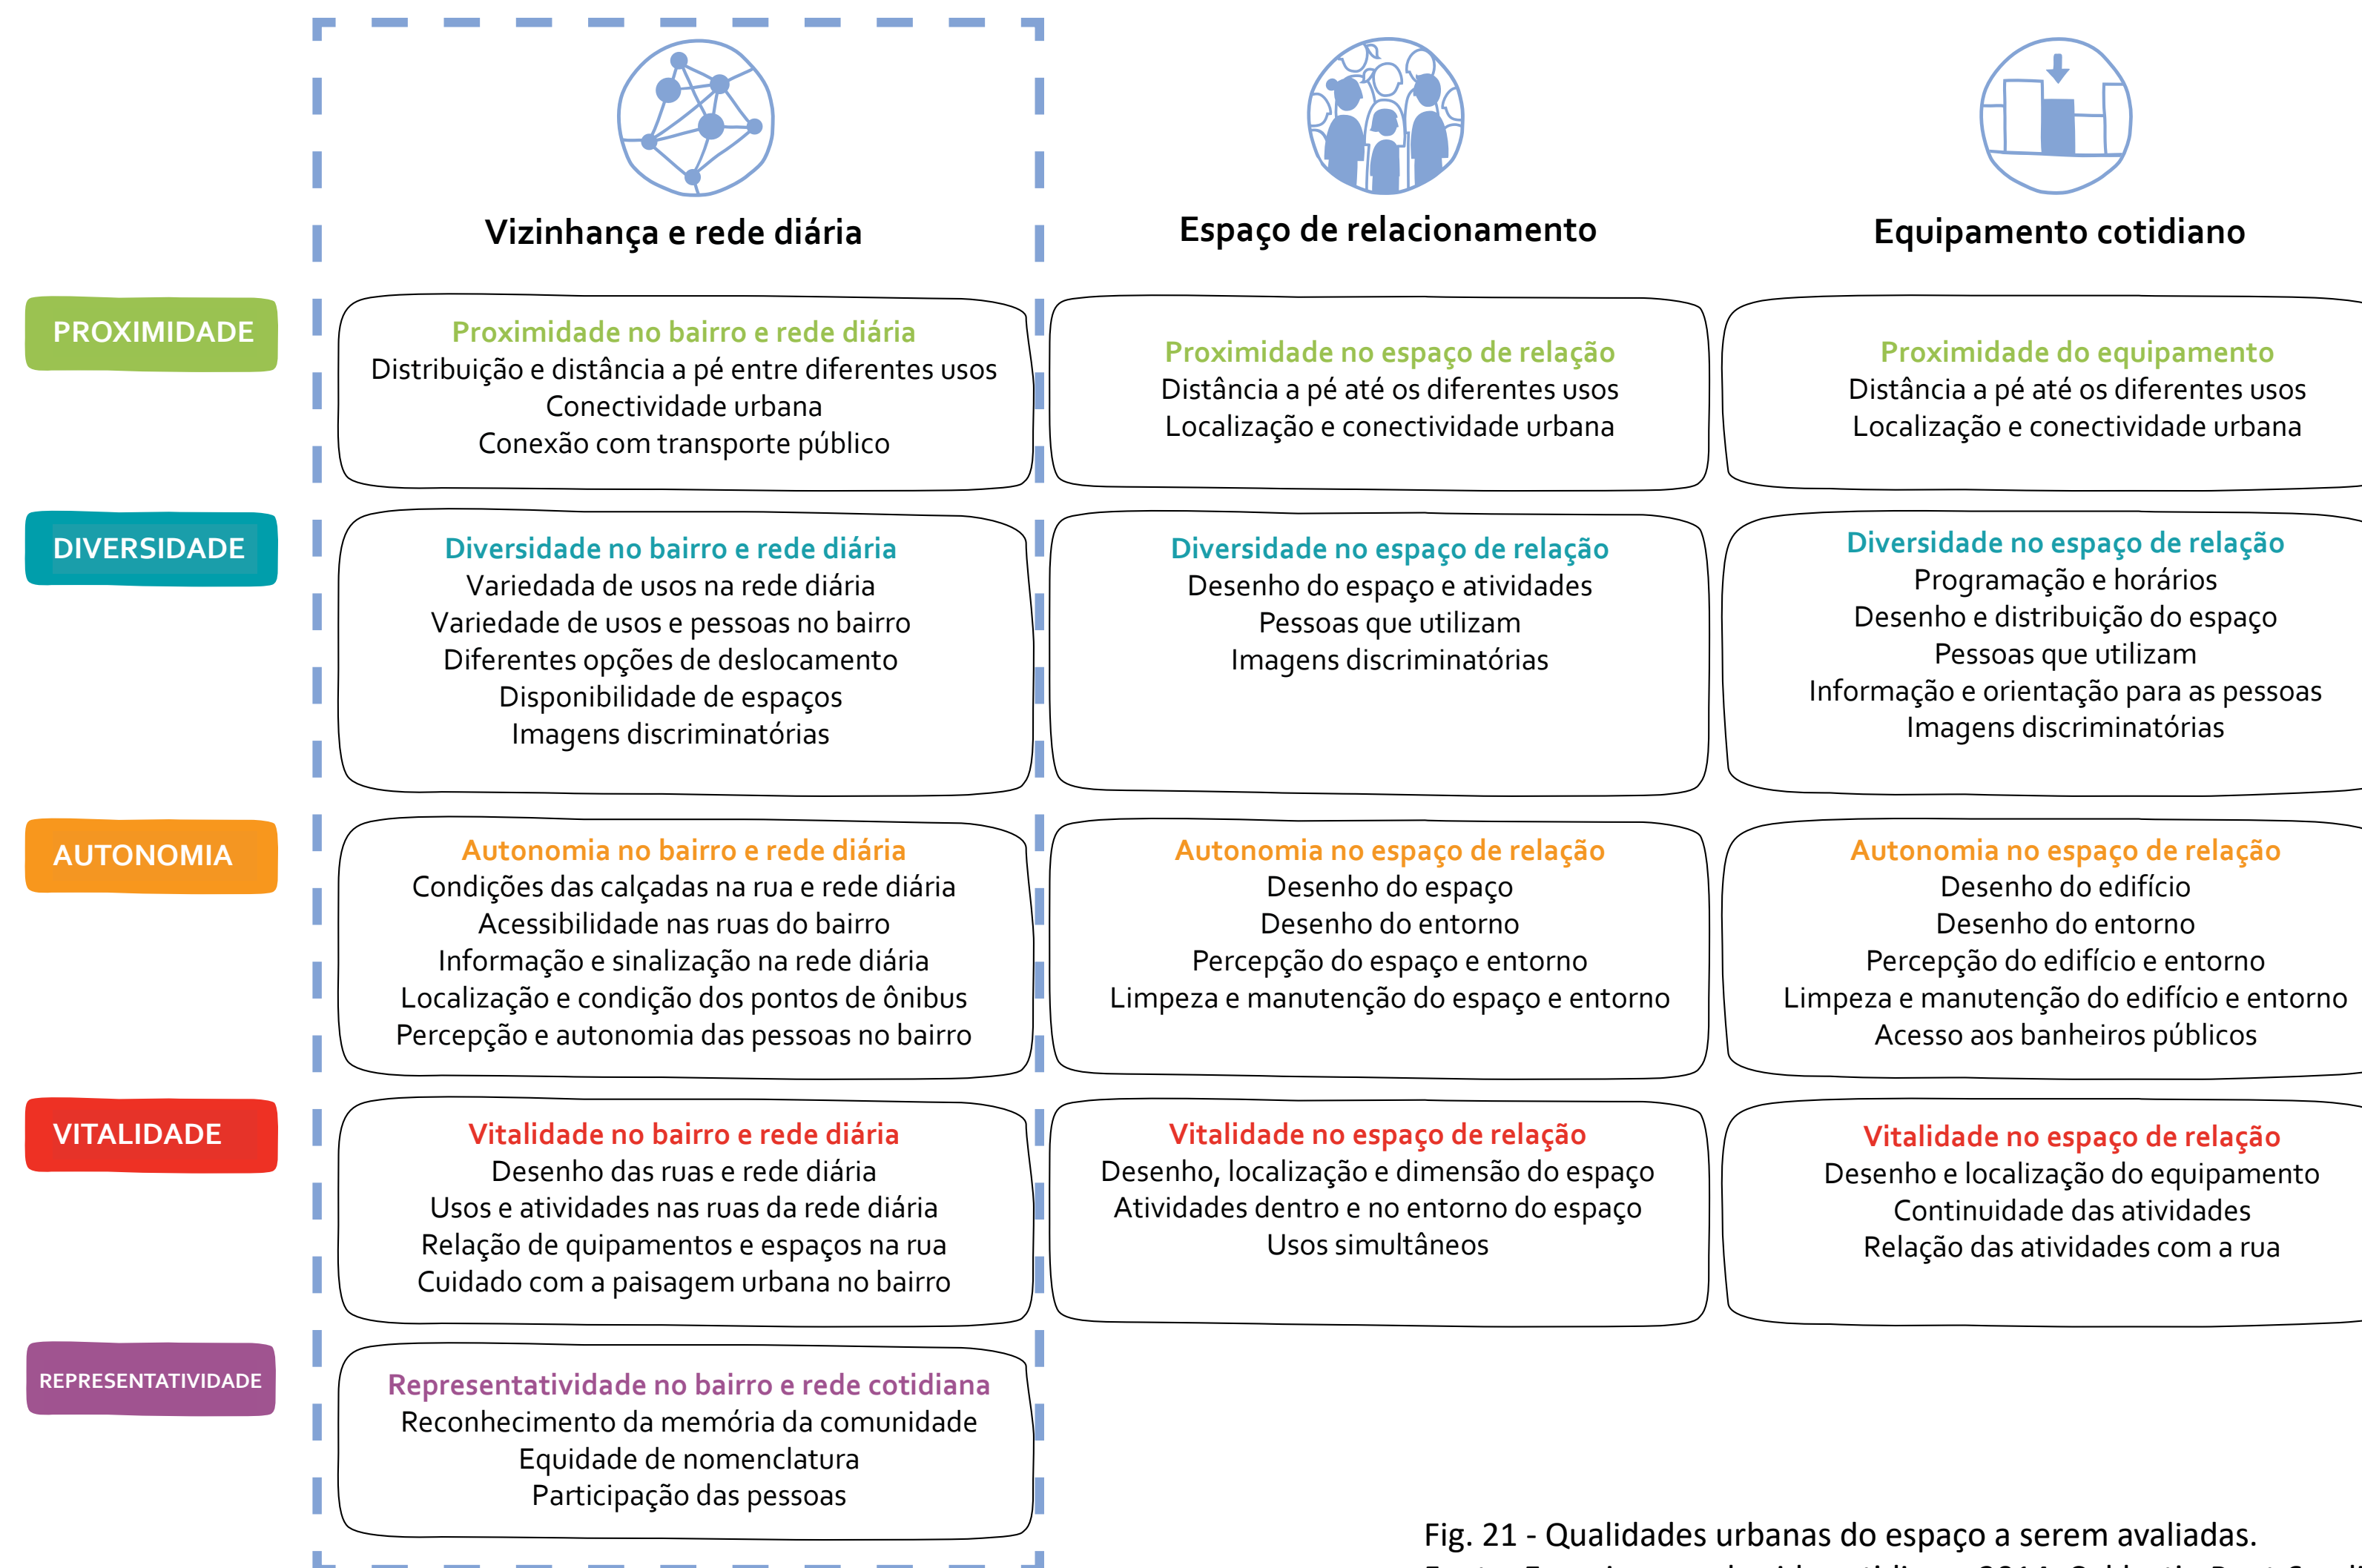 Vizinhança e rede diária
Espaço de relacionamento
Equipamento cotidiano
PROXIMIDADE
Proximidade no bairro e rede diária
Distribuição e distância a pé entre diferentes usos
Conectividade urbana
Conexão com transporte público
Proximidade no espaço de relação
Distância a pé até os diferentes usos
Localização e conectividade urbana
Proximidade do equipamento
Distância a pé até os diferentes usos
Localização e conectividade urbana
DIVERSIDADE
Diversidade no bairro e rede diária
Variedada de usos na rede diária
Variedade de usos e pessoas no bairro
Diferentes opções de deslocamento
Disponibilidade de espaços
Imagens discriminatórias
Diversidade no espaço de relação
Desenho do espaço e atividades
Pessoas que utilizam
Imagens discriminatórias
Diversidade no espaço de relação
Programação e horários
Desenho e distribuição do espaço
Pessoas que utilizam
Informação e orientação para as pessoas
Imagens discriminatórias
AUTONOMIA
Autonomia no bairro e rede diária
Condições das calçadas na rua e rede diária
Acessibilidade nas ruas do bairro
Informação e sinalização na rede diária
Localização e condição dos pontos de ônibus
Percepção e autonomia das pessoas no bairro
Autonomia no espaço de relação
Desenho do espaço
Desenho do entorno
Percepção do espaço e entorno
Limpeza e manutenção do espaço e entorno
Autonomia no espaço de relação
Desenho do edifício
Desenho do entorno
Percepção do edifício e entorno
Limpeza e manutenção do edifício e entorno
Acesso aos banheiros públicos
VITALIDADE
Vitalidade no bairro e rede diária
Desenho das ruas e rede diária
Usos e atividades nas ruas da rede diária
Relação de quipamentos e espaços na rua
Cuidado com a paisagem urbana no bairro
Vitalidade no espaço de relação
Desenho, localização e dimensão do espaço
Atividades dentro e no entorno do espaço
Usos simultâneos
Vitalidade no espaço de relação
Desenho e localização do equipamento
Continuidade das atividades
Relação das atividades com a rua
REPRESENTATIVIDADE
Representatividade no bairro e rede cotidiana
Reconhecimento da memória da comunidade
Equidade de nomenclatura
Participação das pessoas
Fig. 21 - Qualidades urbanas do espaço a serem avaliadas.